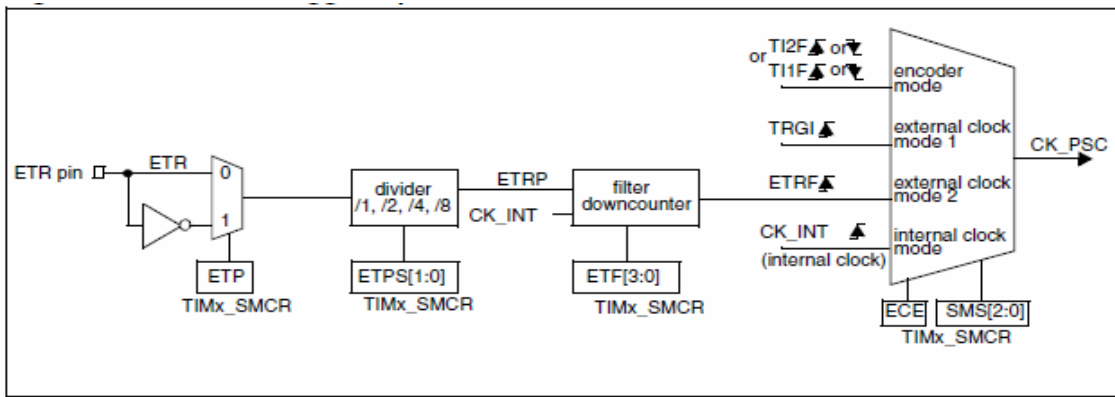 or TI2F or
TI1F or
encoder
mode
TRGI
external clock
mode 1
CK_PSC
ETR pin
ETR
0
1
divider
/1, /2, /4, /8
ETRP
CK_INT
filter
downcounter
ETRF
external clock
mode 2
CK_INT
(internal clock)
internal clock
mode
ETP
TIMx_SMCR
ETPS[1:0]
TIMx_SMCR
ETF[3:0]
TIMx_SMCR
ECE
SMS[2:0]
TIMx_SMCR